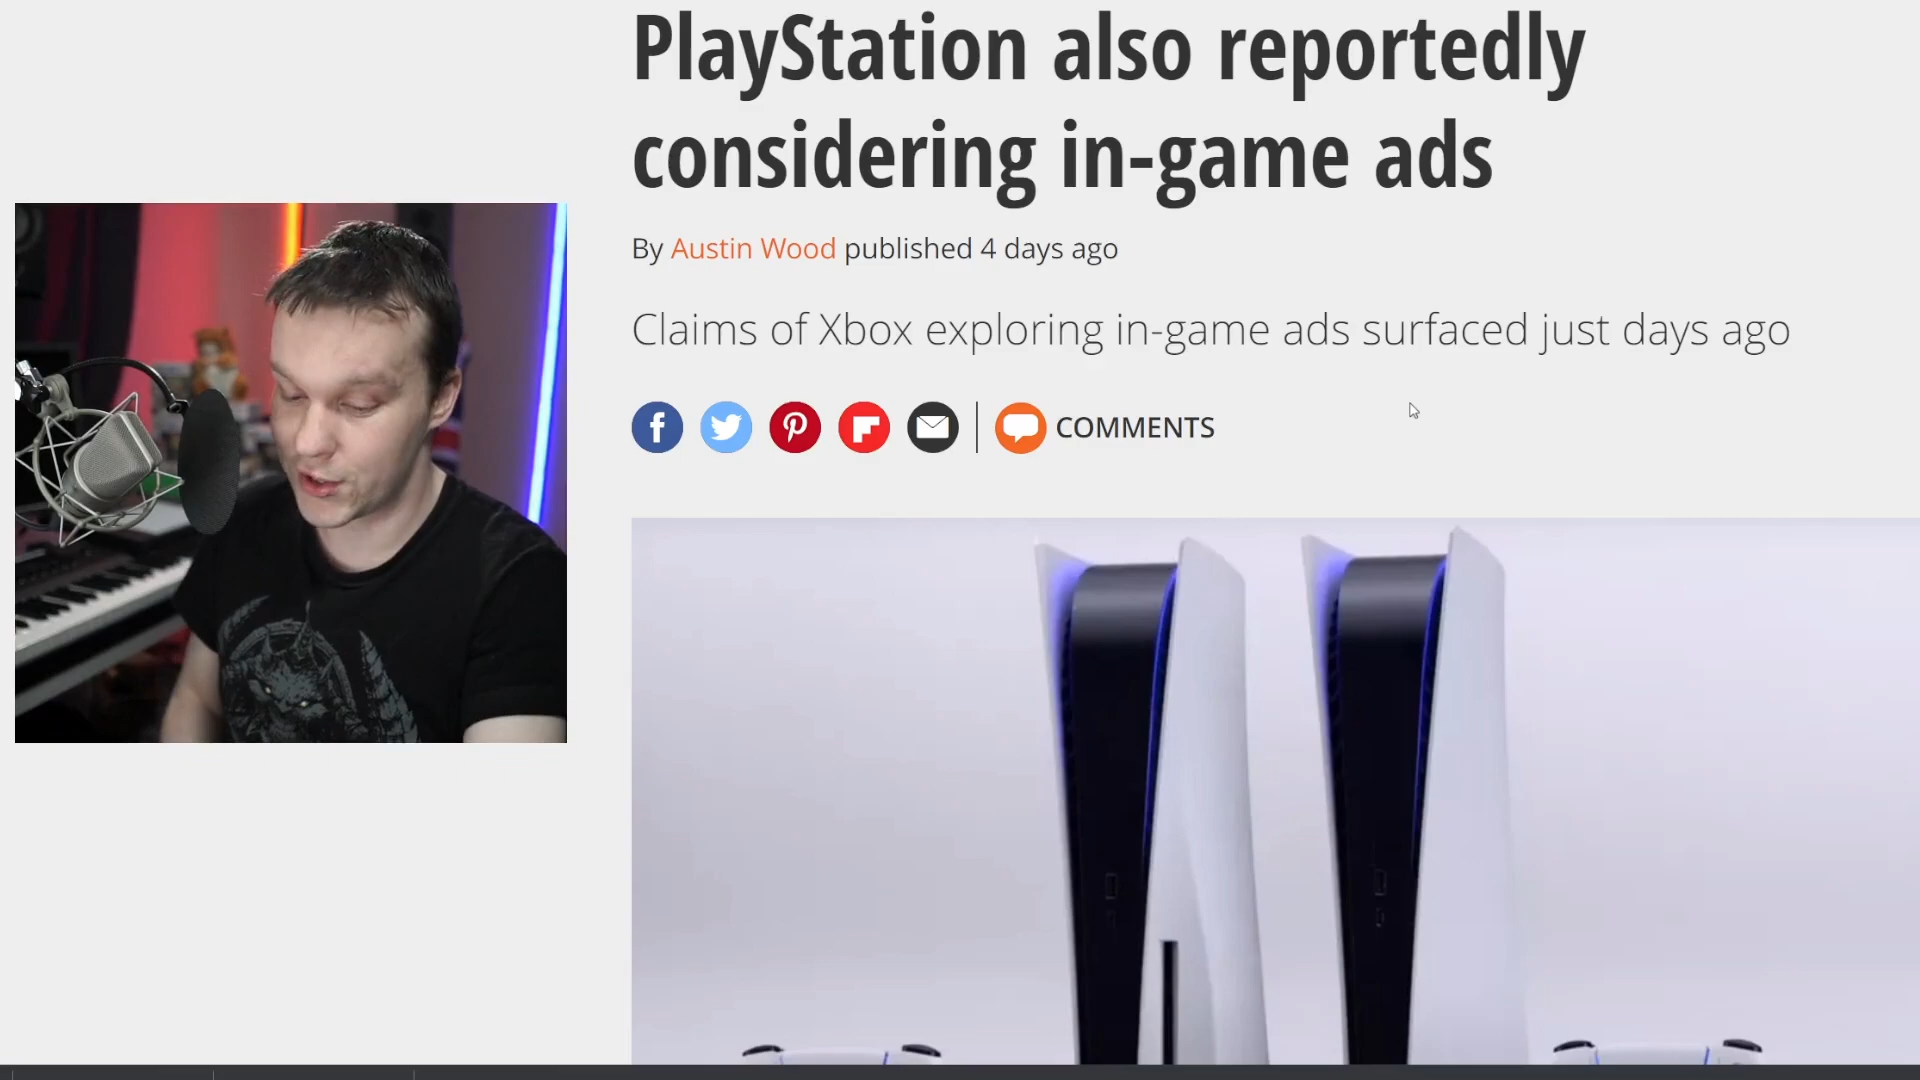 PlayStation also reportedly
considering in-game ads
By Austin Wood published 4 days ago
Claims of Xbox exploring in-game ads surfaced just days ago
COMMENTS